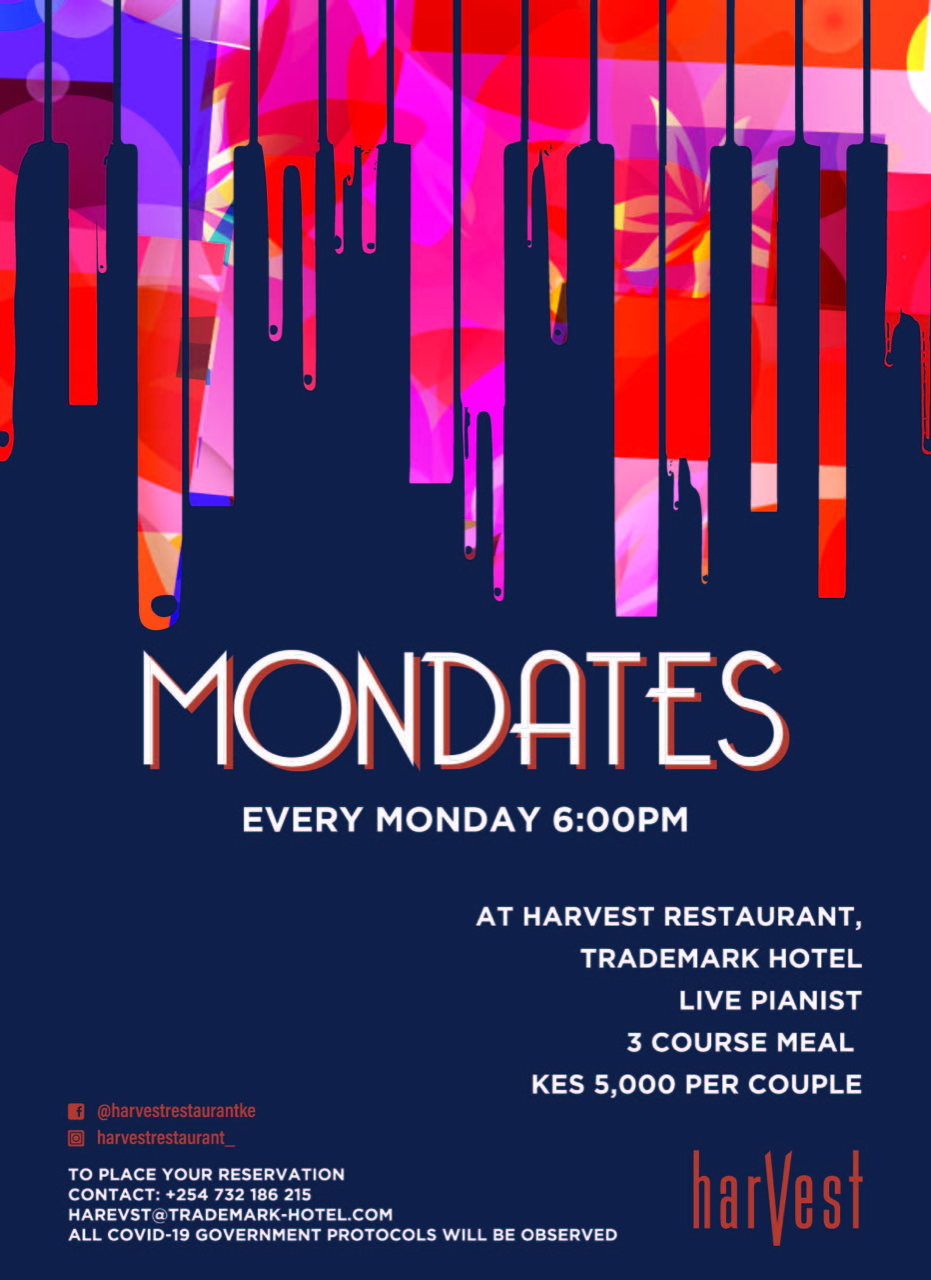 MONDATES
EVERY MONDAY 6:00PM
AT HARVEST RESTAURANT,
TRADEMARK HOTEL
LIVE PIANIST
3 COURSE MEAL
KES 5,000 PER COUPLE
@harvestrestaurantke
harvestrestaurant_
TO PLACE YOUR RESERVATION
CONTACT: +254 732 186 215
HAREVST@TRADEMARK-HOTEL.COM
ALL COVID-19 GOVERNMENT PROTOCOLS WILL BE OBSERVED
harVest